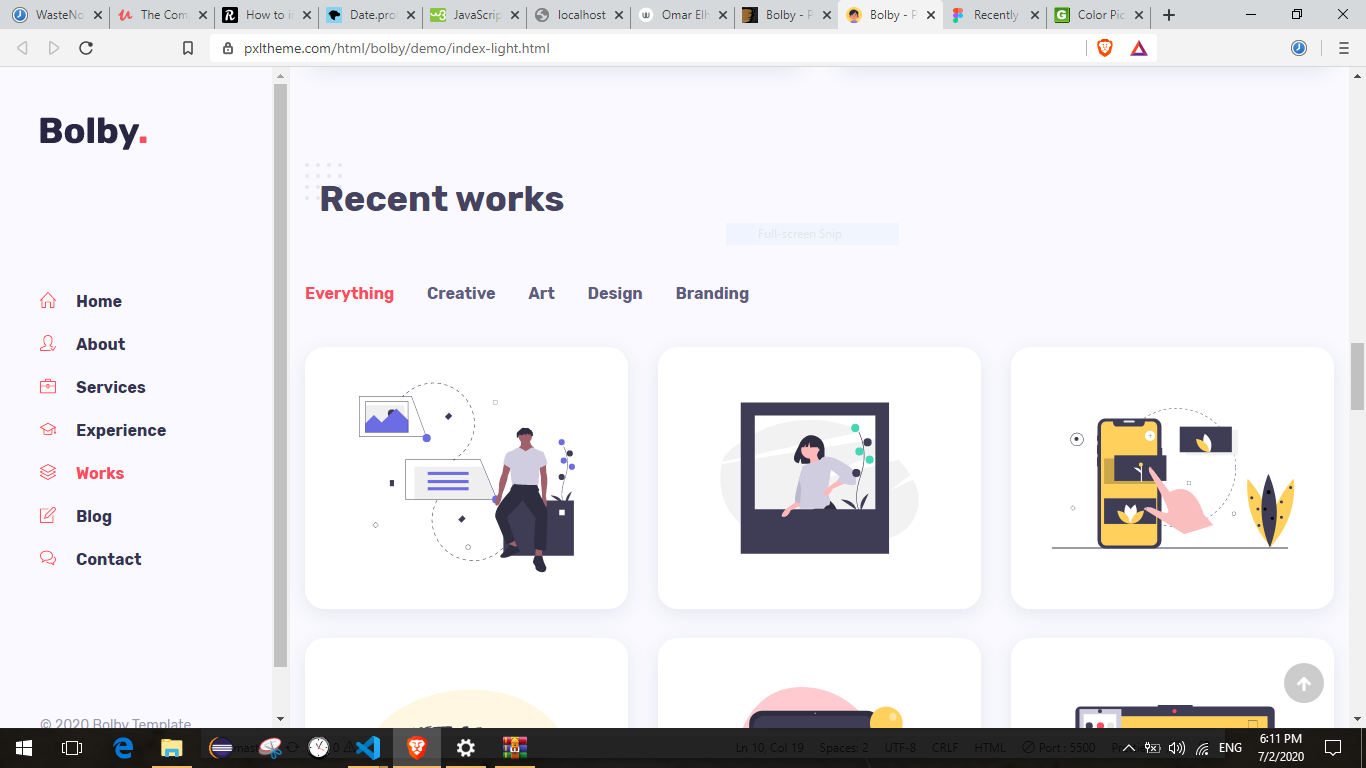 WasteNo
The Com
How to i
Date.prot
JavaScrip
localhost
Omar Elh
Bolby - P
Bolby - P
Recently
Color Pic
pxltheme.com/html/bolby/demo/index-light.html
Bolby.
Recent works
Full-screen Snip
Everything Creative Art Design Branding
Home
About
Services
Experience
Works
Blog
Contact
© 2020 Bolby Template
master
0
Ln 10, Col 19 Spaces: 2 UTF-8 CRLF HTML Port : 5500
ENG
6:11 PM
7/2/2020